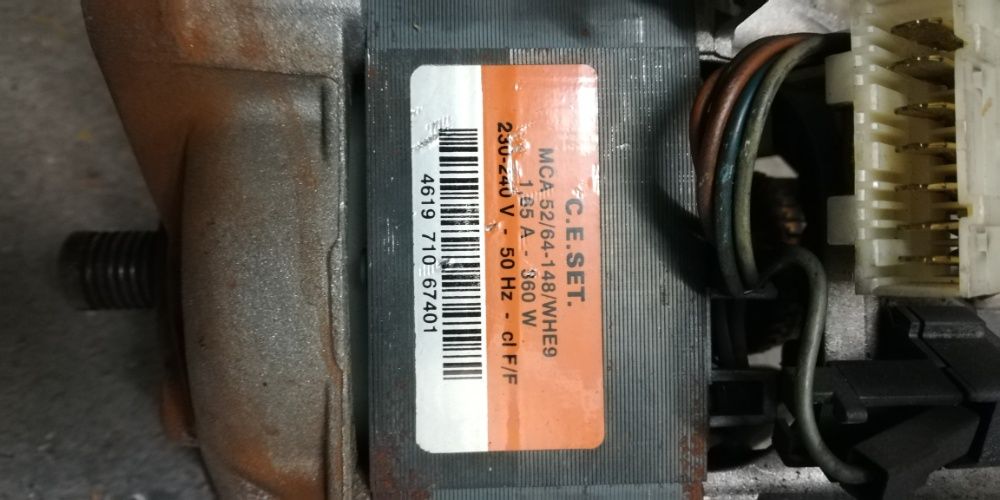 C.E.SET.
MCA 52/64-148/WHE9
1,85 A - 360 W
230-240 V - 50 Hz - cl F/F
4619 710 67401